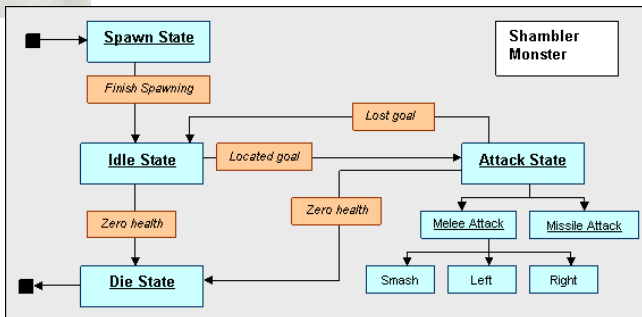 Spawn State
Shambler
Monster
Finish Spawning
Lost goal
Idle State
Located goal
Attack State
Zero health
Zero health
Melee Attack
Missile Attack
Die State
Smash
Left
Right